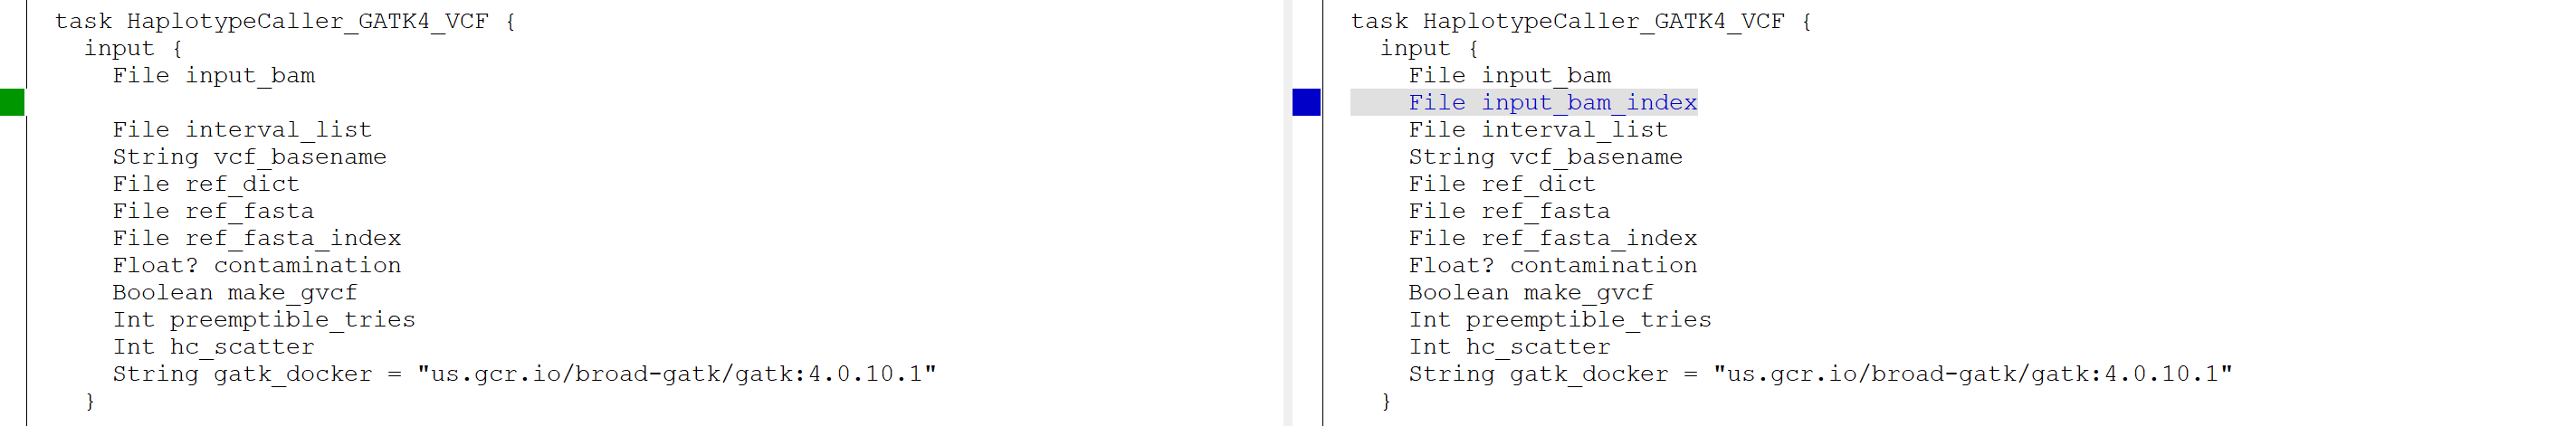 task HaplotypeCaller_GATK4_VCF {
  input {
    File input_bam
    File interval_list
    String vcf_basename
    File ref_dict
    File ref_fasta
    File ref_fasta_index
    Float? contamination
    Boolean make_gvcf
    Int preemptible_tries
    Int hc_scatter
    String gatk_docker = "us.gcr.io/broad-gatk/gatk:4.0.10.1"
  }
task HaplotypeCaller_GATK4_VCF {
  input {
    File input_bam
    File input_bam_index
    File interval_list
    String vcf_basename
    File ref_dict
    File ref_fasta
    File ref_fasta_index
    Float? contamination
    Boolean make_gvcf
    Int preemptible_tries
    Int hc_scatter
    String gatk_docker = "us.gcr.io/broad-gatk/gatk:4.0.10.1"
  }